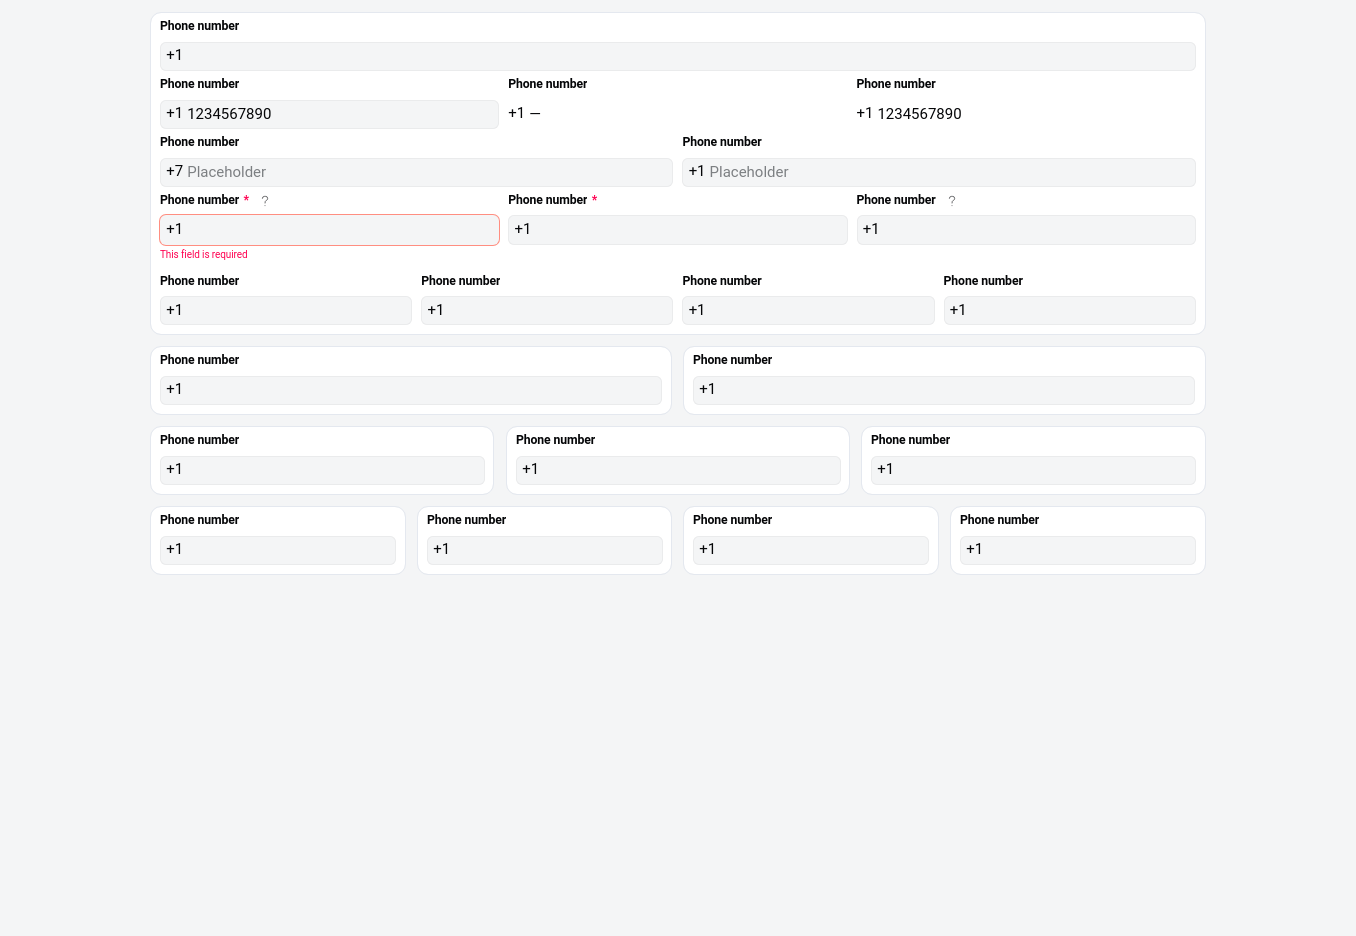 Phone number
+1
Phone number Phone number Phone number
+1 1234567890 +1 — +1 1234567890
Phone number Phone number
+7 Placeholder +1 Placeholder
Phone number * ? Phone number * Phone number ?
+1 +1 +1
This field is required
Phone number Phone number Phone number Phone number
+1 +1 +1 +1
Phone number Phone number
+1 +1
Phone number Phone number Phone number
+1 +1 +1
Phone number Phone number Phone number Phone number
+1 +1 +1 +1